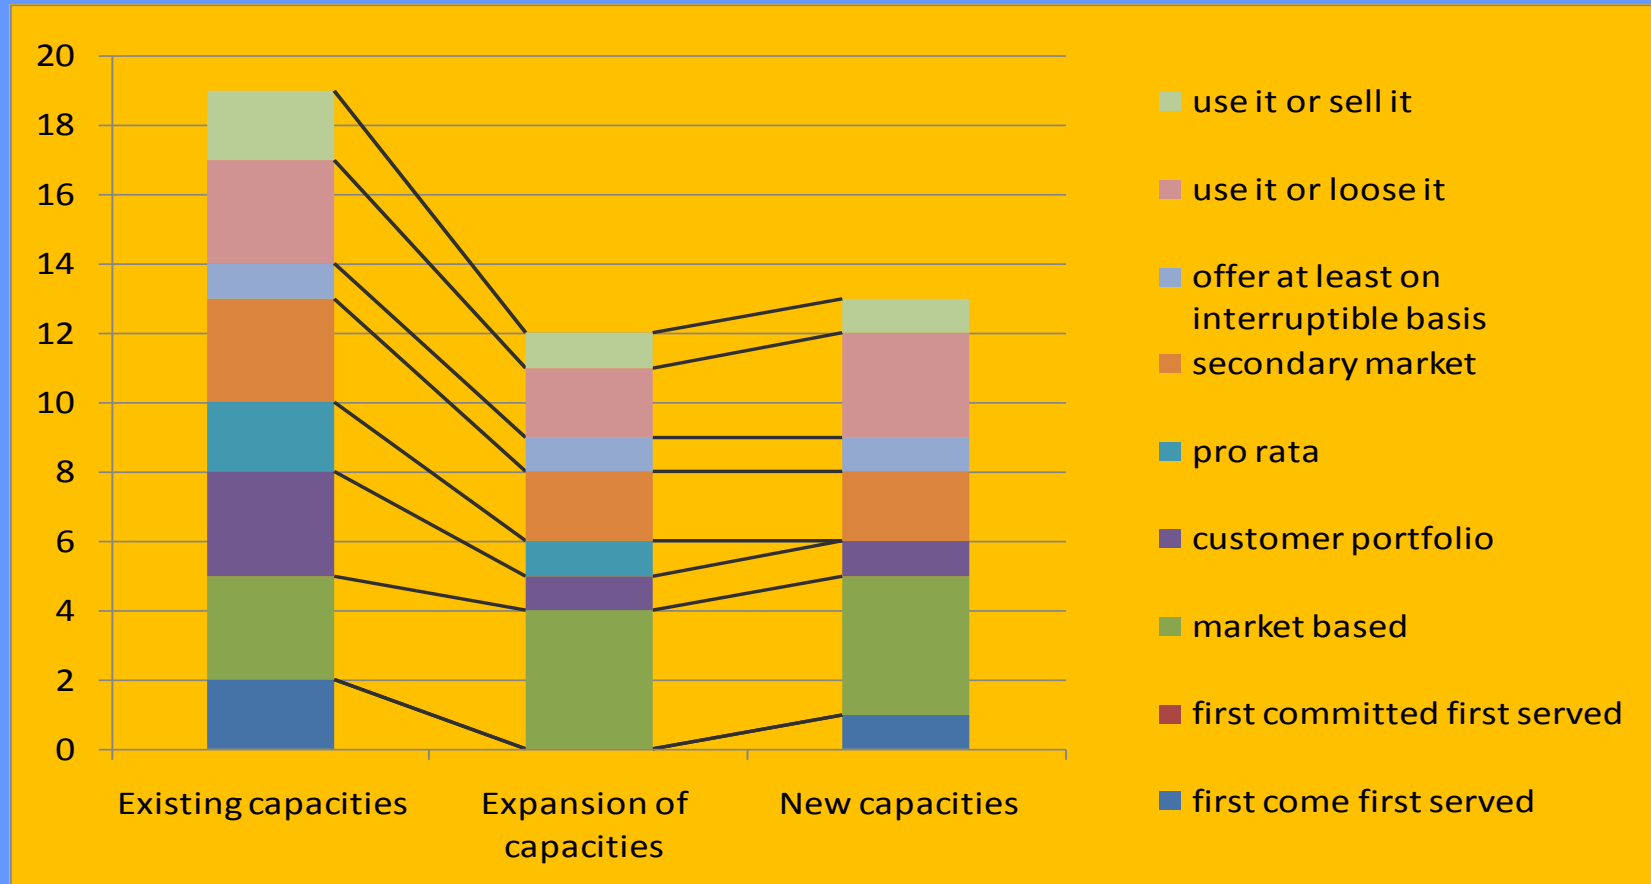 20
18
16
14
12
10
8
6
4
2
0
Existing capacities
Expansion of
capacities
New capacities
use it or sell it
use it or loose it
offer at least on
interruptible basis
secondary market
pro rata
customer portfolio
market based
first committed first served
first come first served